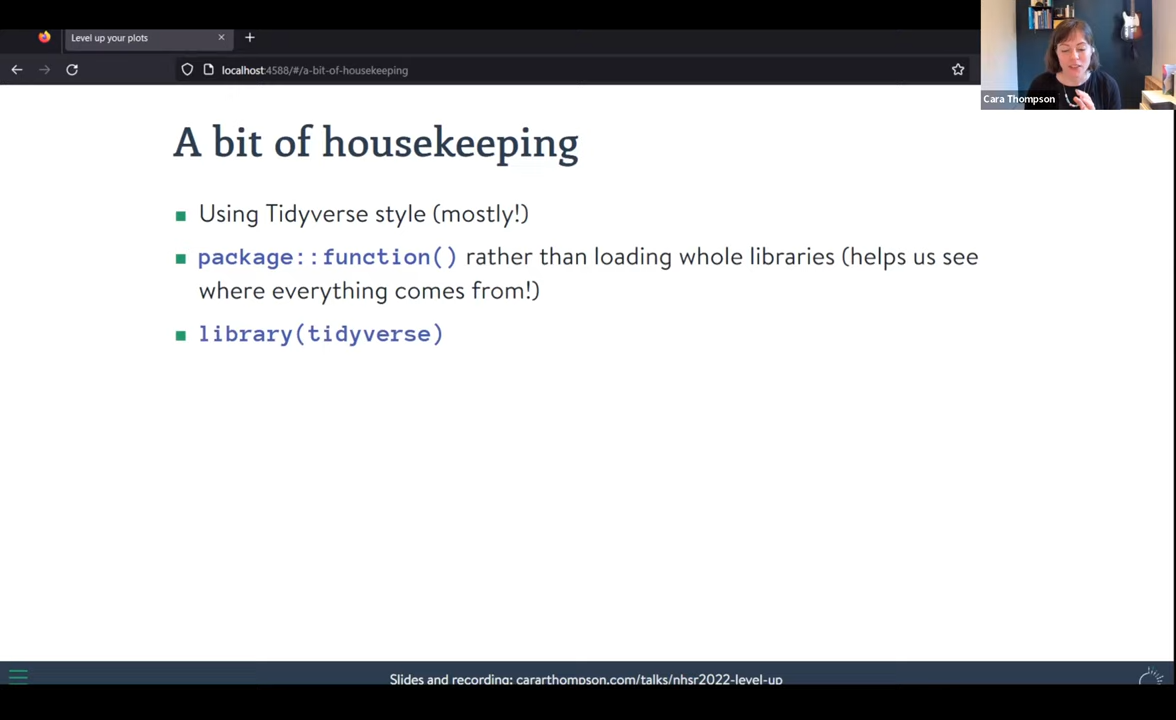 Level up your plots
localhost:4588/#/a-bit-of-housekeeping
Cara Thompson
A bit of housekeeping
Using Tidyverse style (mostly!)
package::function() rather than loading whole libraries (helps us see
where everything comes from!)
library(tidyverse)
Slides and recording: cararthompson.com/talks/nhsr2022-level-up